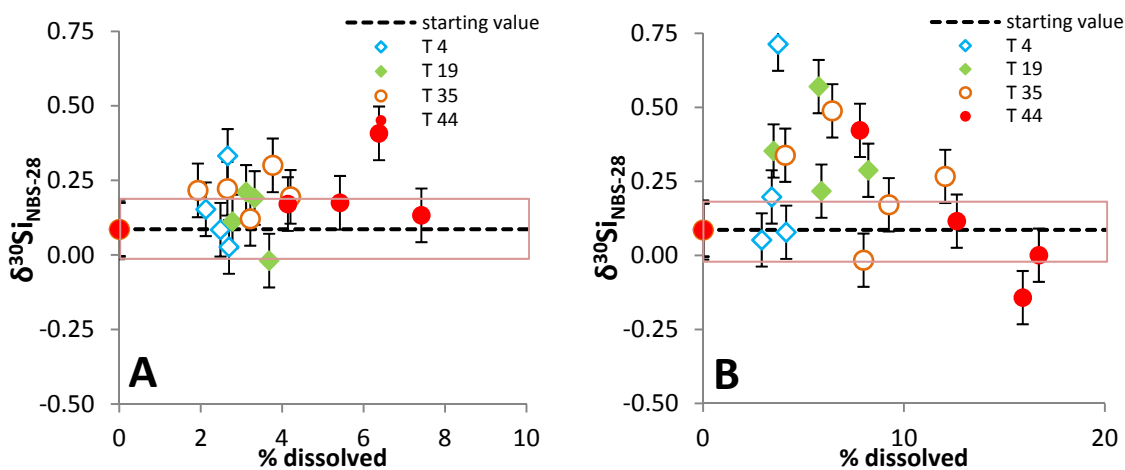 0.75
0.50
0.25
0.00
-0.25
-0.50
δ³⁰Si_NBS-28
starting value
T 4
T 19
T 35
T 44
A
0 2 4 6 8 10
% dissolved
0.75
0.50
0.25
0.00
-0.25
-0.50
δ³⁰Si_NBS-28
starting value
T 4
T 19
T 35
T 44
B
0 10 20
% dissolved